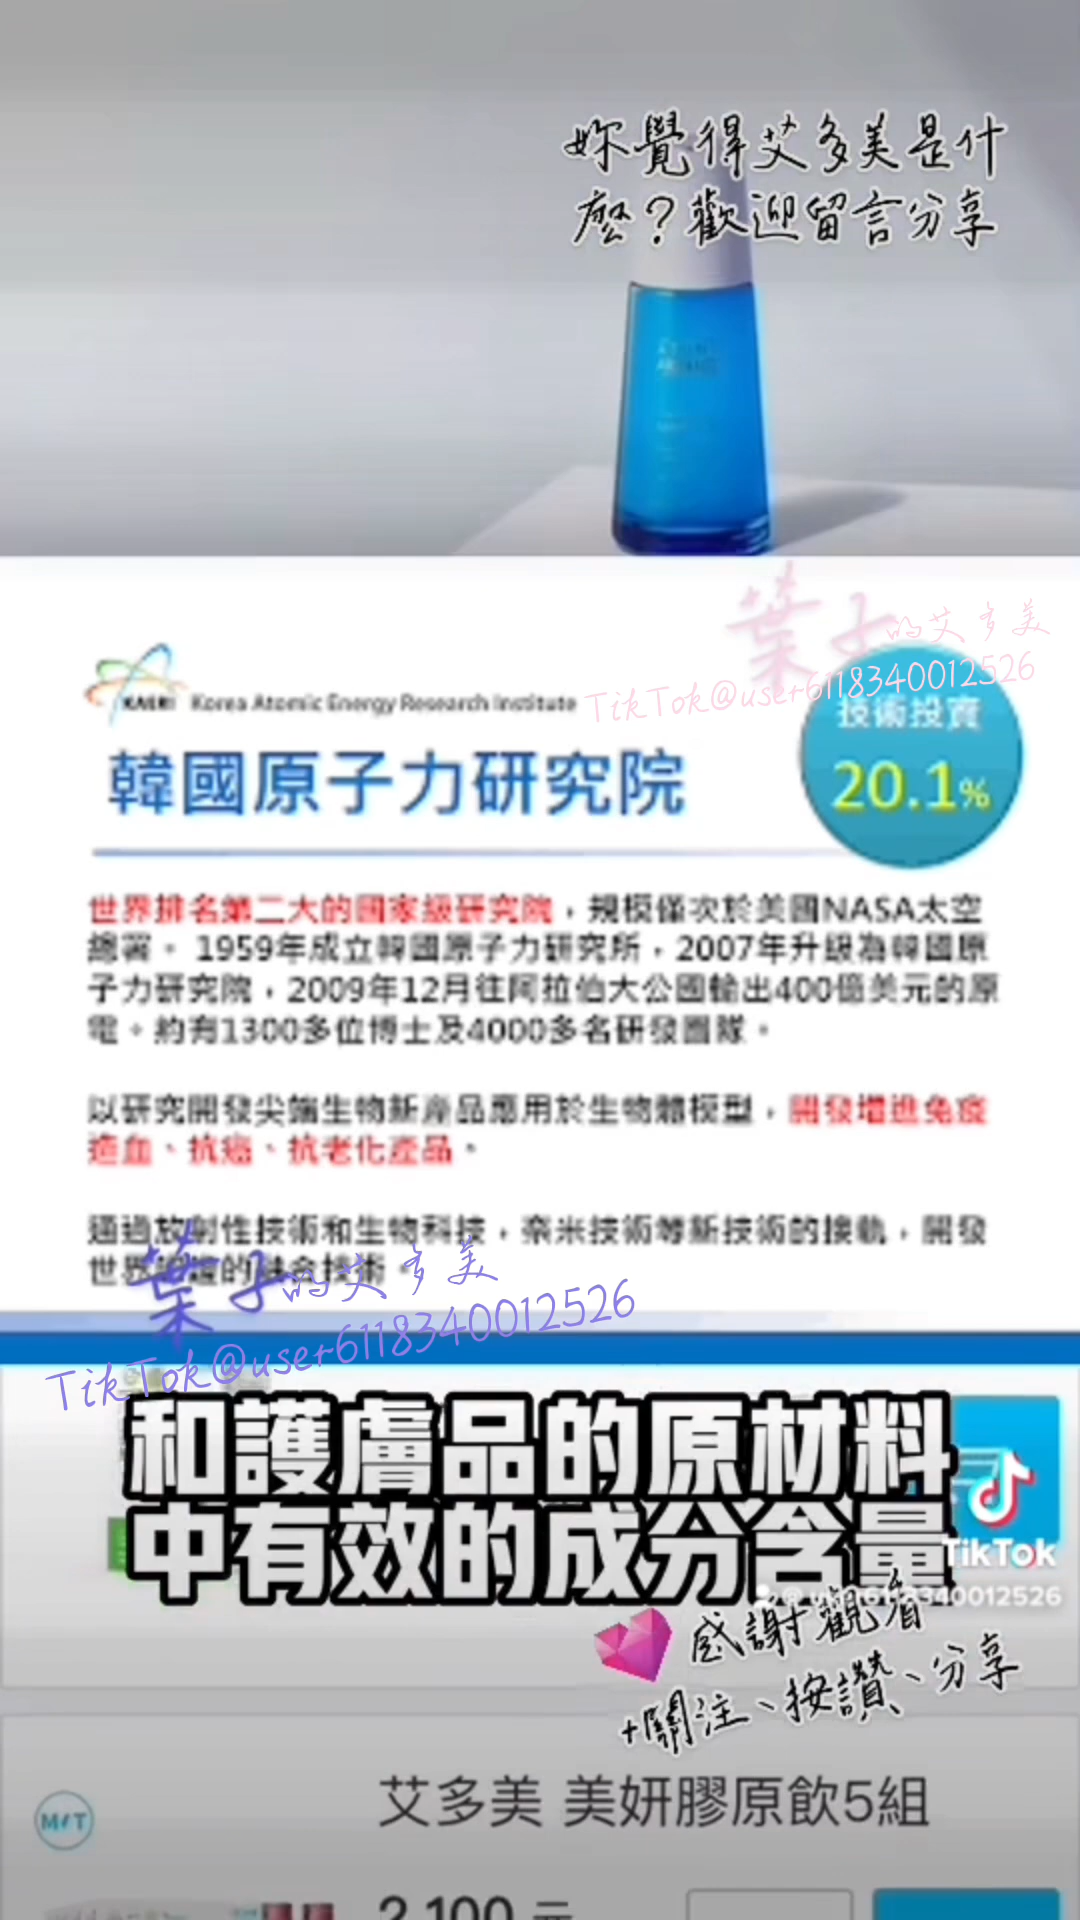 妳覺得艾多美是什
麼？歡迎留言分享
葉子的艾多美
TikTok@user6118340012526
KAERI Korea Atomic Energy Research Institute
韓國原子力研究院
技術投資
20.1%
世界排名第二大的國家級研究院，規模僅次於美國NASA太空
總署。 1959年成立韓國原子力研究所，2007年升級為韓國原
子力研究院，2009年12月往阿拉伯大公國輸出400億美元的原
電。約有1300多位博士及4000多名研發團隊。
以研究開發尖端生物新產品應用於生物體模型，開發增進免疫
造血、抗癌、抗老化產品。
通過放射性技術和生物科技，奈米技術等新技術的接軌，開發
世界 的融合技術。
葉子的艾多美
TikTok@user6118340012526
和護膚品的原材料
中有效的成分含量
TikTok
@user6118340012526
感謝觀看
+關注、按讚、分享
艾多美 美妍膠原飲5組
2,100 元